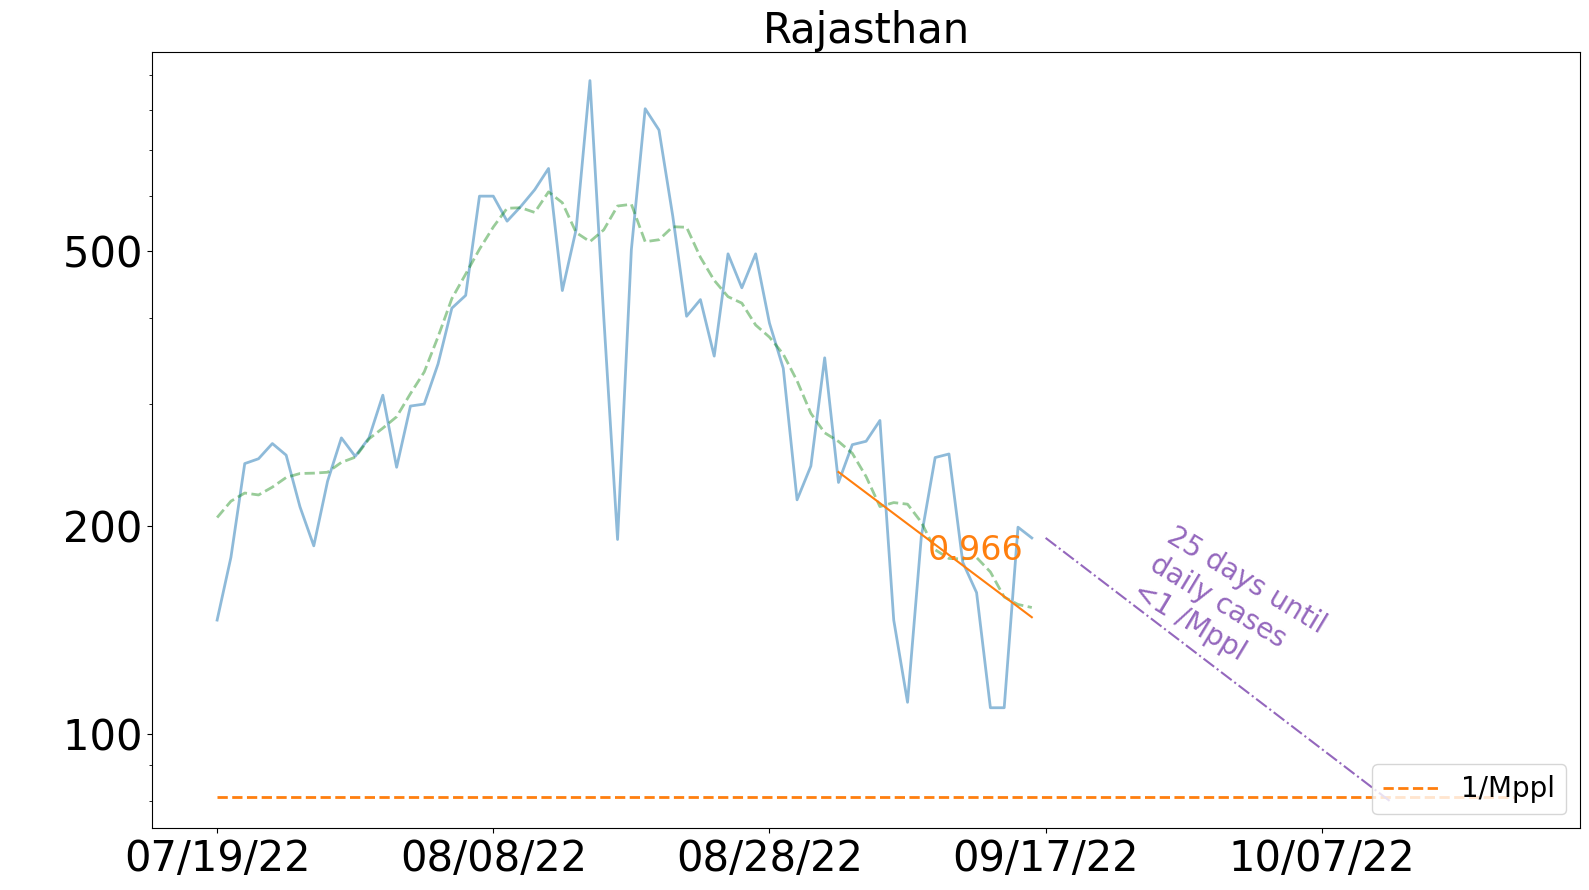 Rajasthan
500
200
100
0.966
25 days until
daily cases
<1 /Mppl
1/Mppl
07/19/22
08/08/22
08/28/22
09/17/22
10/07/22